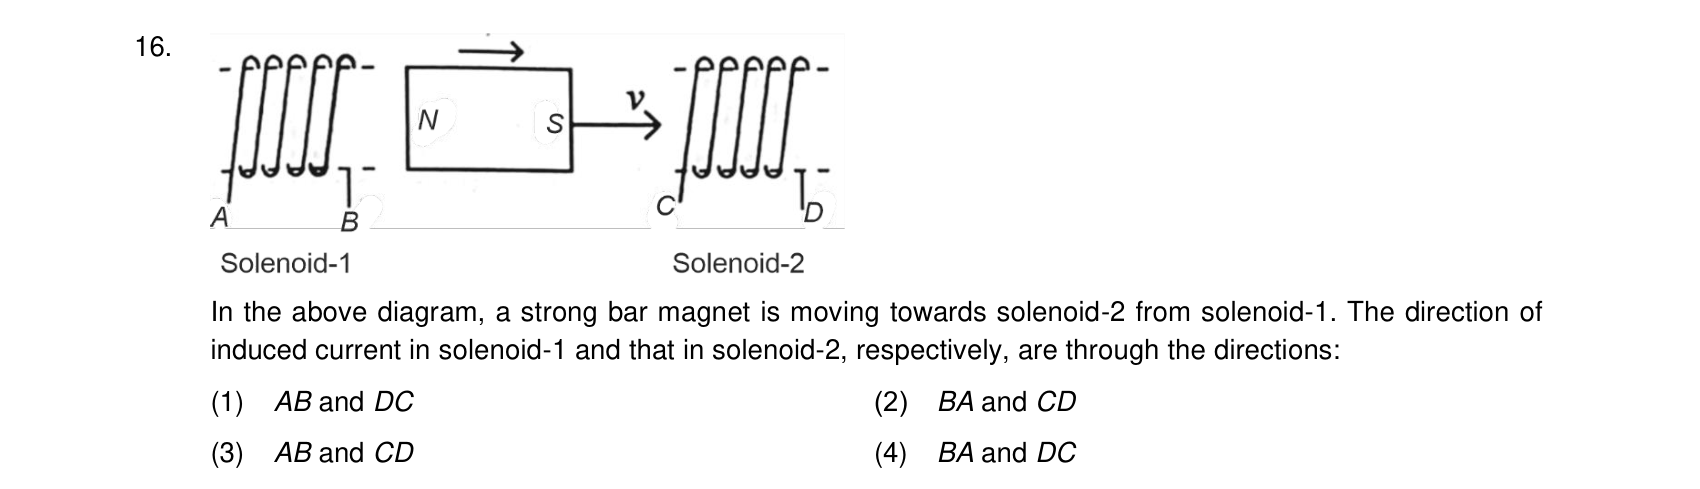 16.
v
N S
A B C D
Solenoid-1 Solenoid-2
In the above diagram, a strong bar magnet is moving towards solenoid-2 from solenoid-1. The direction of
induced current in solenoid-1 and that in solenoid-2, respectively, are through the directions:
(1) AB and DC (2) BA and CD
(3) AB and CD (4) BA and DC